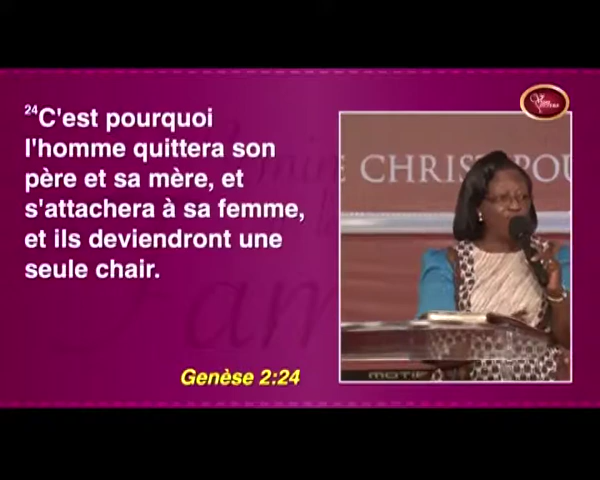 24C'est pourquoi
l'homme quittera son
père et sa mère, et
s'attachera à sa femme,
et ils deviendront une
seule chair.
Genèse 2:24
CHRIST POU
MOTIF